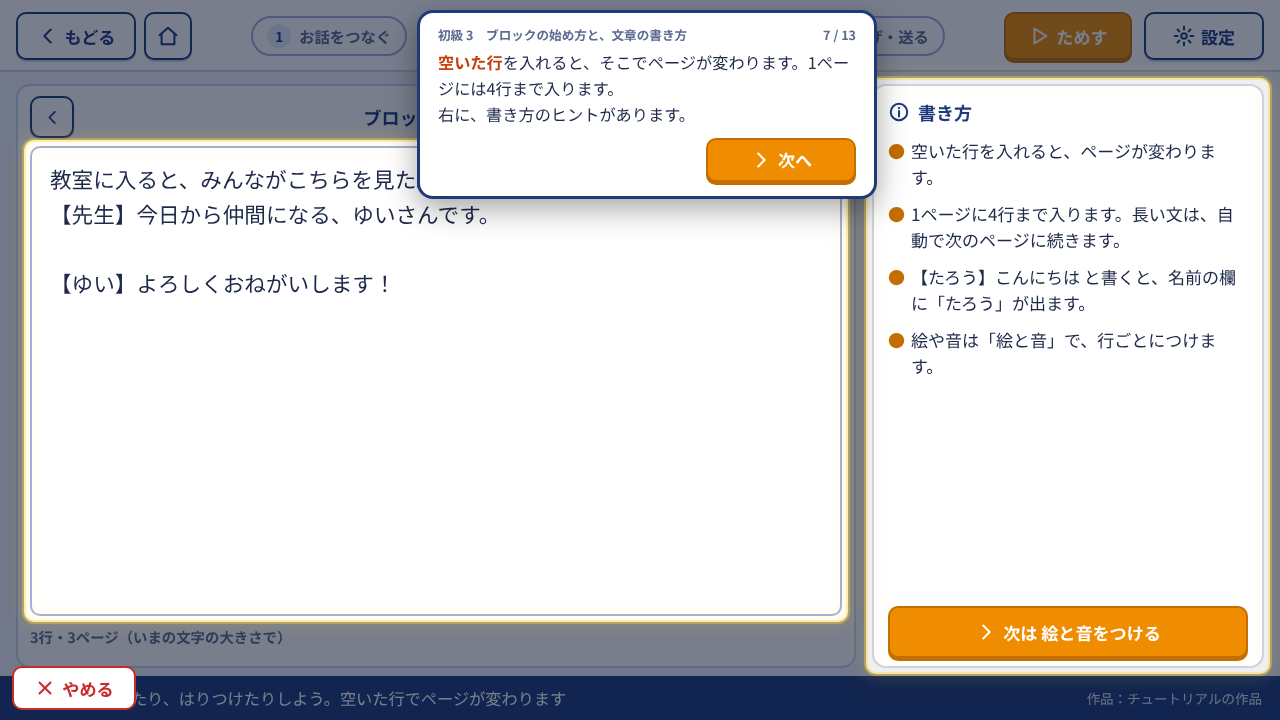 もどる
1 お話をつなぐ
送る
ためす
設定
初級 3 ブロックの始め方と、文章の書き方
7 / 13
空いた行を入れると、そこでページが変わります。1ペー
ジには4行まで入ります。
右に、書き方のヒントがあります。
次へ
ブロッ
教室に入ると、みんながこちらを見た
【先生】今日から仲間になる、ゆいさんです。
【ゆい】よろしくおねがいします！
3行・3ページ（いまの文字の大きさで）
書き方
空いた行を入れると、ページが変わりま
す。
1ページに4行まで入ります。長い文は、自
動で次のページに続きます。
【たろう】こんにちは と書くと、名前の欄
に「たろう」が出ます。
絵や音は「絵と音」で、行ごとにつけま
す。
次は 絵と音をつける
やめる
たり、はりつけたりしよう。空いた行でページが変わります
作品：チュートリアルの作品